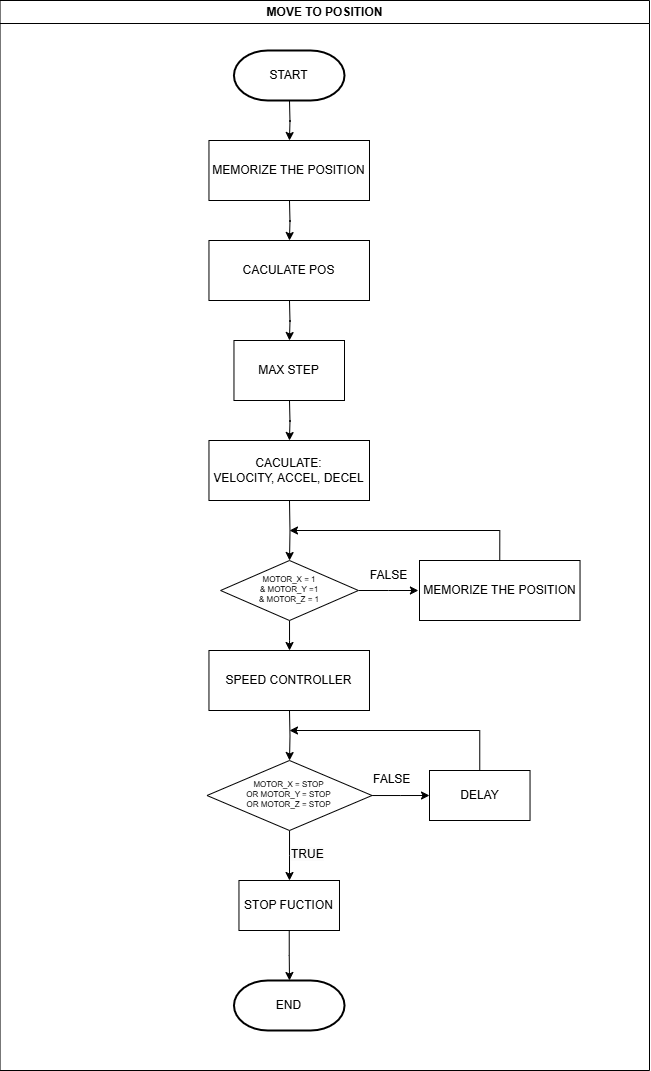 MOVE TO POSITION
START
MEMORIZE THE POSITION
CACULATE POS
MAX STEP
CACULATE:
VELOCITY, ACCEL, DECEL
MOTOR_X = 1
& MOTOR_Y =1
& MOTOR_Z = 1
FALSE
MEMORIZE THE POSITION
SPEED CONTROLLER
MOTOR_X = STOP
OR MOTOR_Y = STOP
OR MOTOR_Z = STOP
FALSE
DELAY
TRUE
STOP FUCTION
END